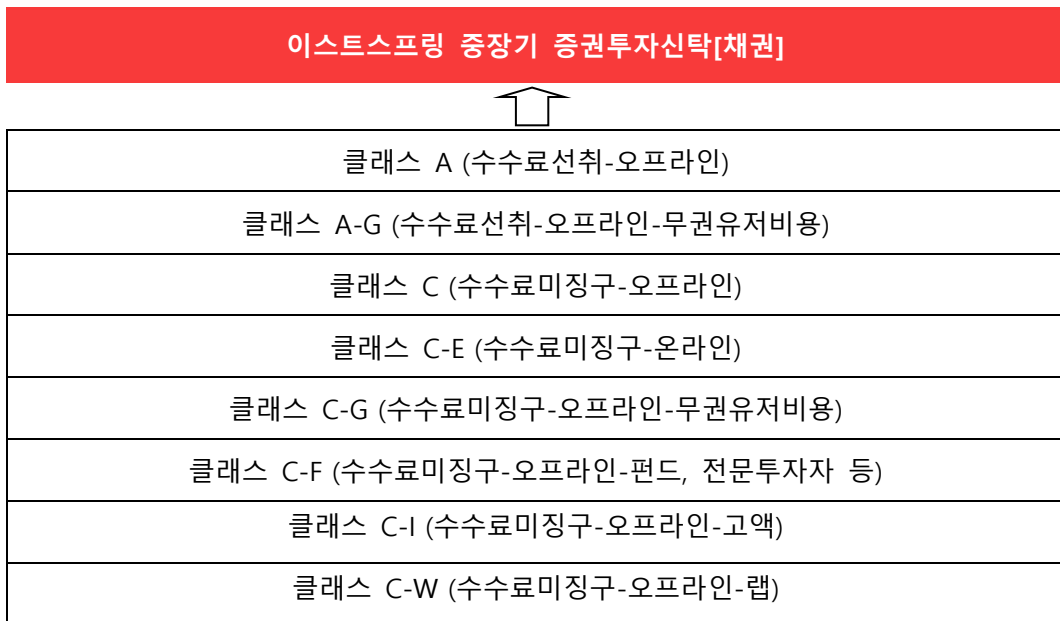 이스트스프링 중장기 증권투자신탁[채권]
클래스 A (수수료선취-오프라인)
클래스 A-G (수수료선취-오프라인-무권유저비용)
클래스 C (수수료미징구-오프라인)
클래스 C-E (수수료미징구-온라인)
클래스 C-G (수수료미징구-오프라인-무권유저비용)
클래스 C-F (수수료미징구-오프라인-펀드, 전문투자자 등)
클래스 C-I (수수료미징구-오프라인-고액)
클래스 C-W (수수료미징구-오프라인-랩)